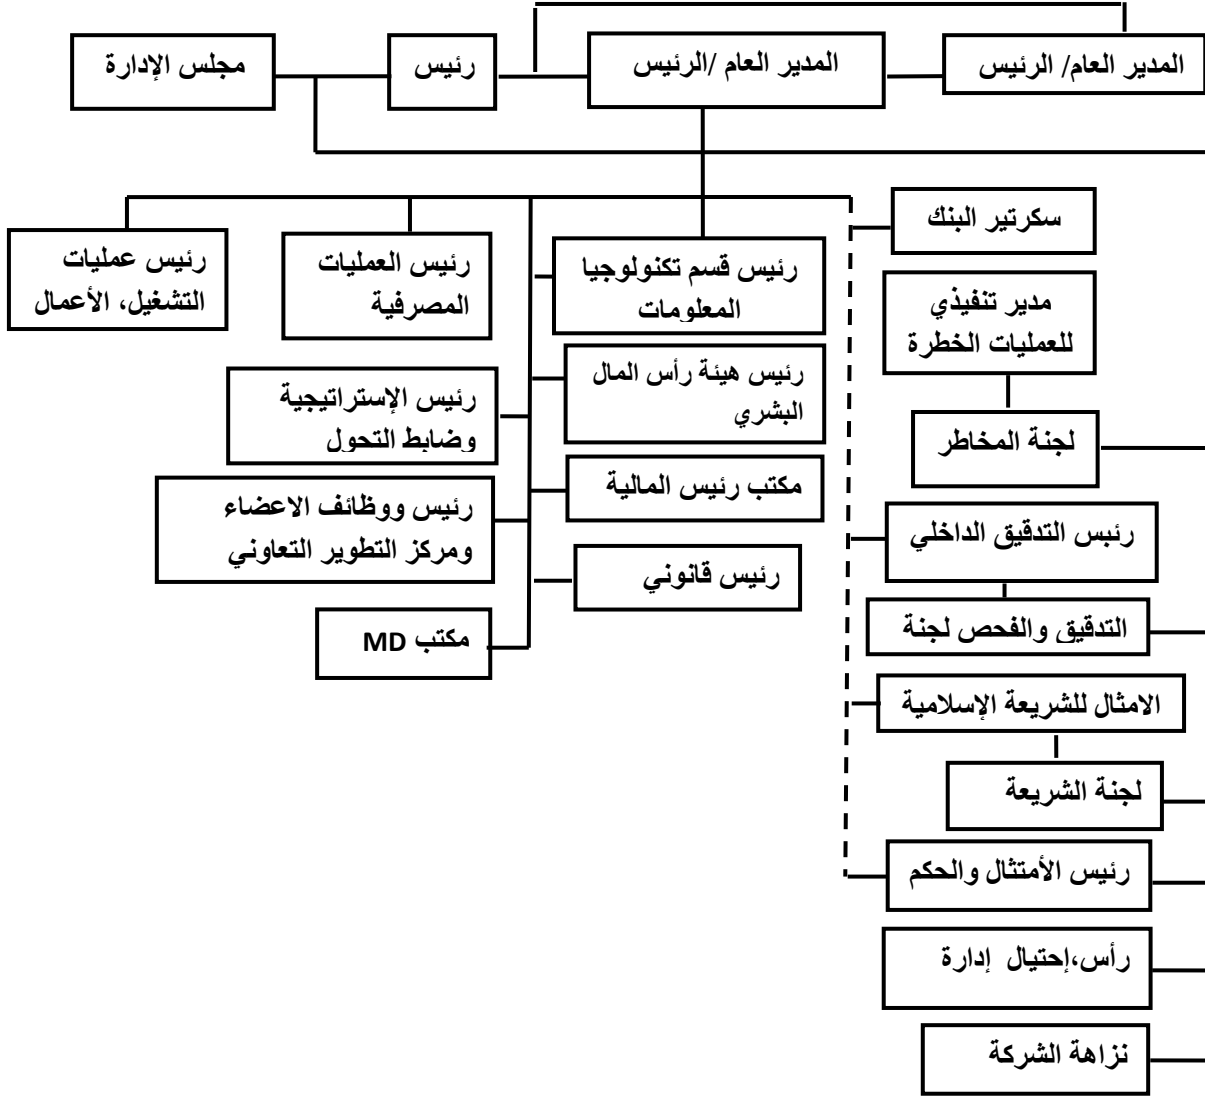 المدير العام/ الرئيس
المدير العام /الرئيس
رئيس
مجلس الإدارة
سكرتير البنك
رئيس قسم تكنولوجيا
المعلومات
رئيس العمليات
المصرفية
رئيس عمليات
التشغيل، الأعمال
مدير تنفيذي
للعمليات الخطرة
رئيس هيئة رأس المال
البشري
رئيس الإستراتيجية
وضابط التحول
لجنة المخاطر
مكتب رئيس المالية
رئيس ووظائف الاعضاء
ومركز التطوير التعاوني
رئبس التدقيق الداخلي
رئيس قانوني
التدقيق والفحص لجنة
مكتب MD
الامثال للشريعة الإسلامية
لجنة الشريعة
رئيس الأمتثال والحكم
رأس،إحتيال إدارة
نزاهة الشركة